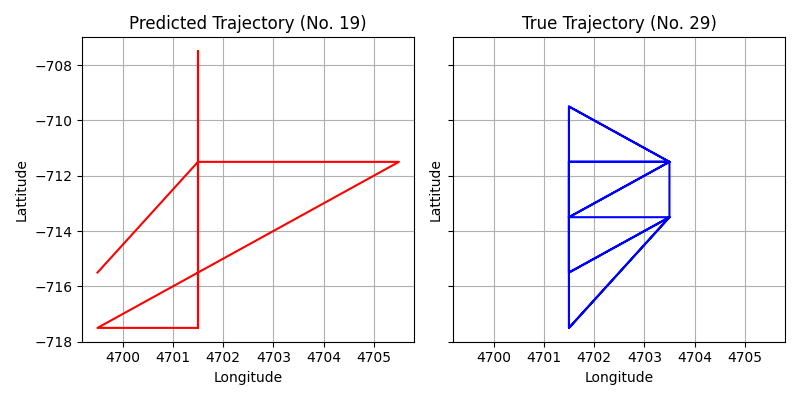 Predicted Trajectory (No. 19)
True Trajectory (No. 29)
−708
−710
−712
−714
−716
−718
Lattitude
Lattitude
4700 4701 4702 4703 4704 4705
4700 4701 4702 4703 4704 4705
Longitude
Longitude